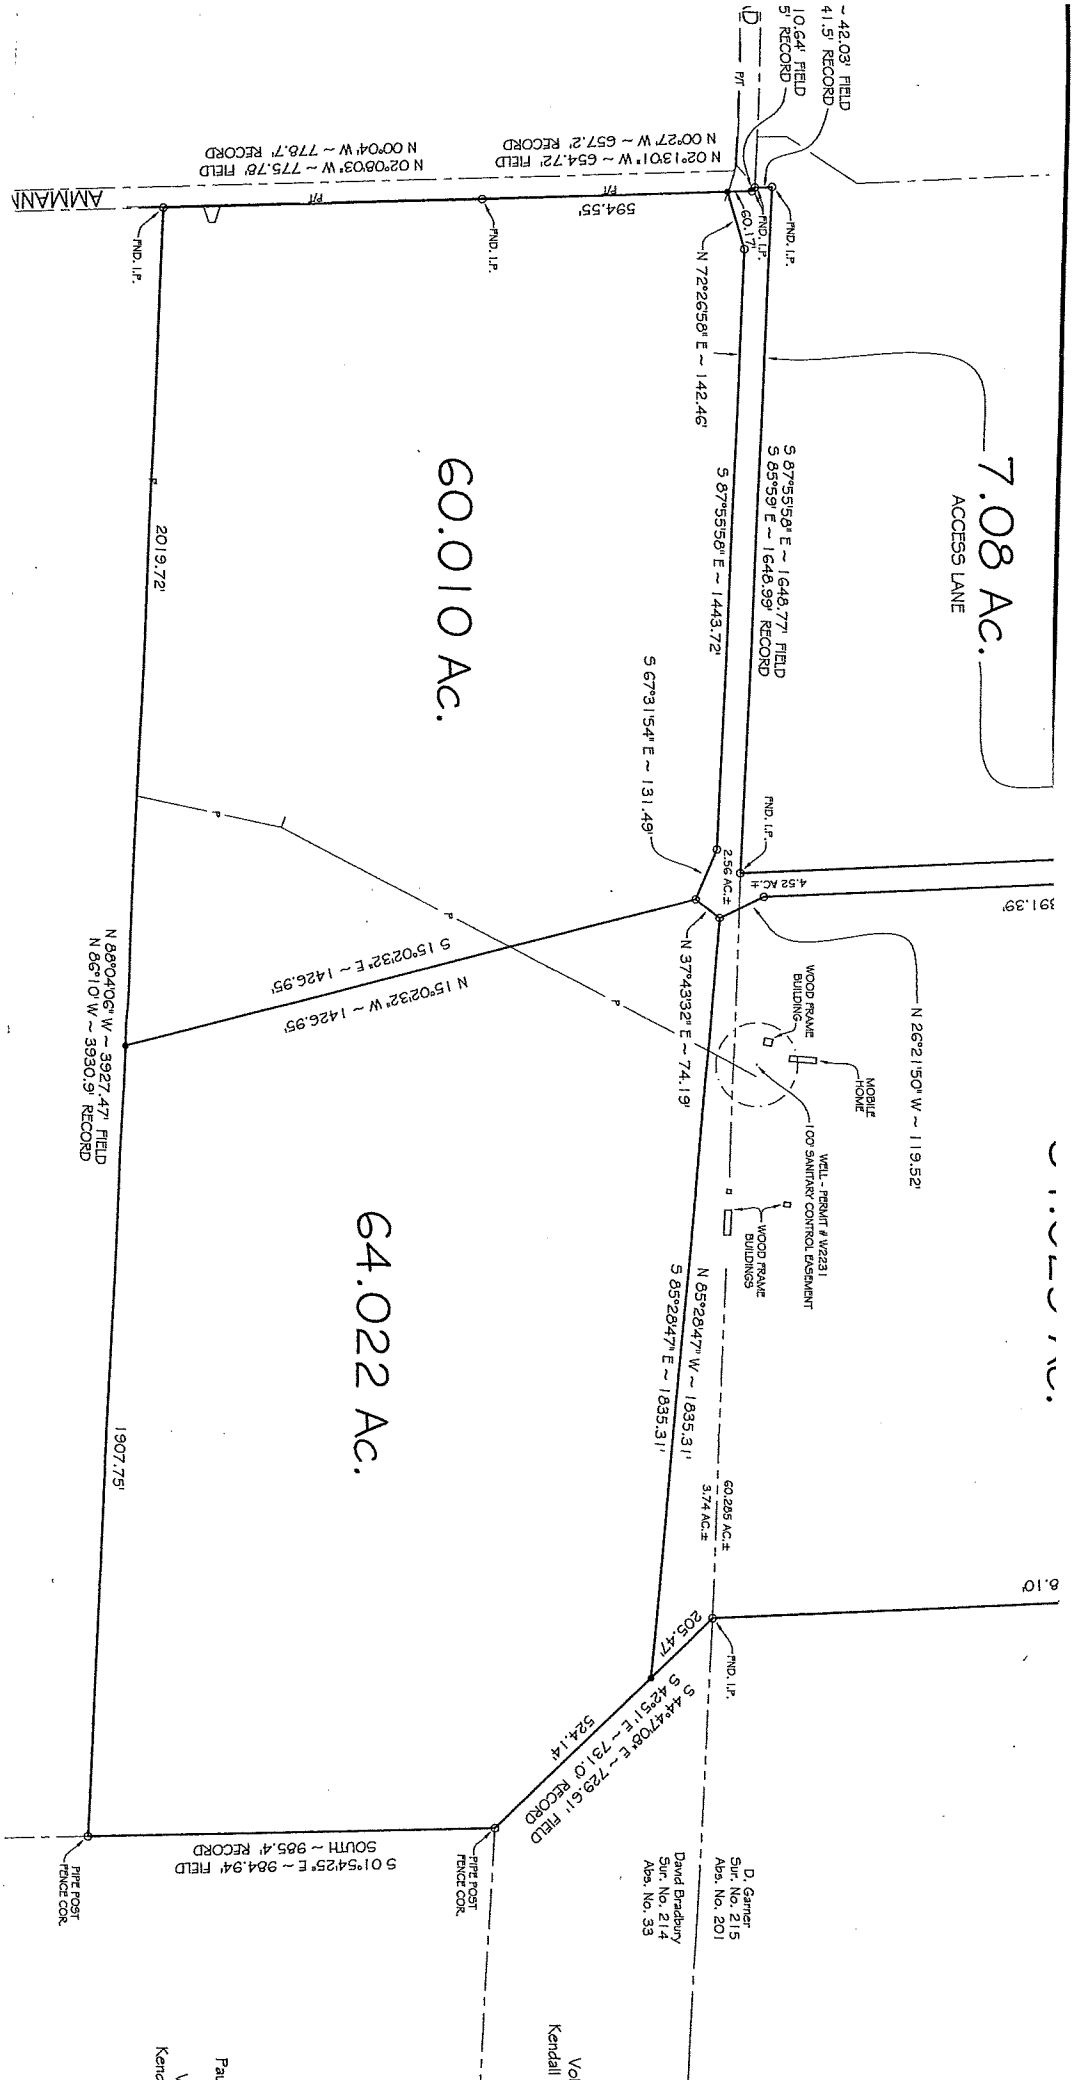 ~ 42.03' FIELD
41.5' RECORD
10.64' FIELD
5' RECORD
D
P/T
N 00°27' W ~ 657.2' RECORD
N 02°13'01" W ~ 654.72' FIELD
N 00°04' W ~ 778.7' RECORD
N 02°08'03" W ~ 775.78' FIELD
AMMANN
P/T
P/T
594.55'
60.17'
FND. I.P.
FND. I.P.
FND. I.P.
FND. I.P.
N 72°26'58" E ~ 142.46'
7.08 Ac.
ACCESS LANE
S 87°55'58" E ~ 1648.77' FIELD
S 85°59' E ~ 1648.99' RECORD
S 87°55'58" E ~ 1443.72'
60.010 Ac.
P
2019.72'
S 67°31'54" E ~ 131.49'
FND. I.P.
2.56 AC.±
4.52 AC.±
391.39'
N 26°21'50" W ~ 119.52'
N 37°43'32" E ~ 74.19'
P
P
P
S 15°02'32" E ~ 1426.95'
N 15°02'32" W ~ 1426.95'
WOOD FRAME
BUILDING
MOBILE
HOME
WELL - PERMIT # W2231
100' SANITARY CONTROL EASEMENT
WOOD FRAME
BUILDINGS
N 88°04'06" W ~ 3927.47' FIELD
N 86°10' W ~ 3930.9' RECORD
64.022 Ac.
N 85°28'47" W ~ 1835.31'
S 85°28'47" E ~ 1835.31'
60.285 AC.±
3.74 AC.±
1907.75'
8.10'
FND. I.P.
205.47'
S 44°47'08" E ~ 729.61' FIELD
S 42°51' E ~ 731.0' RECORD
524.14'
S 01°54'25" E ~ 984.94' FIELD
SOUTH ~ 985.4' RECORD
PIPE POST
FENCE COR.
PIPE POST
FENCE COR.
D. Garner
Sur. No. 215
Abs. No. 201
David Bradbury
Sur. No. 214
Abs. No. 33
Vol
Kendall
Pau
V
Kend